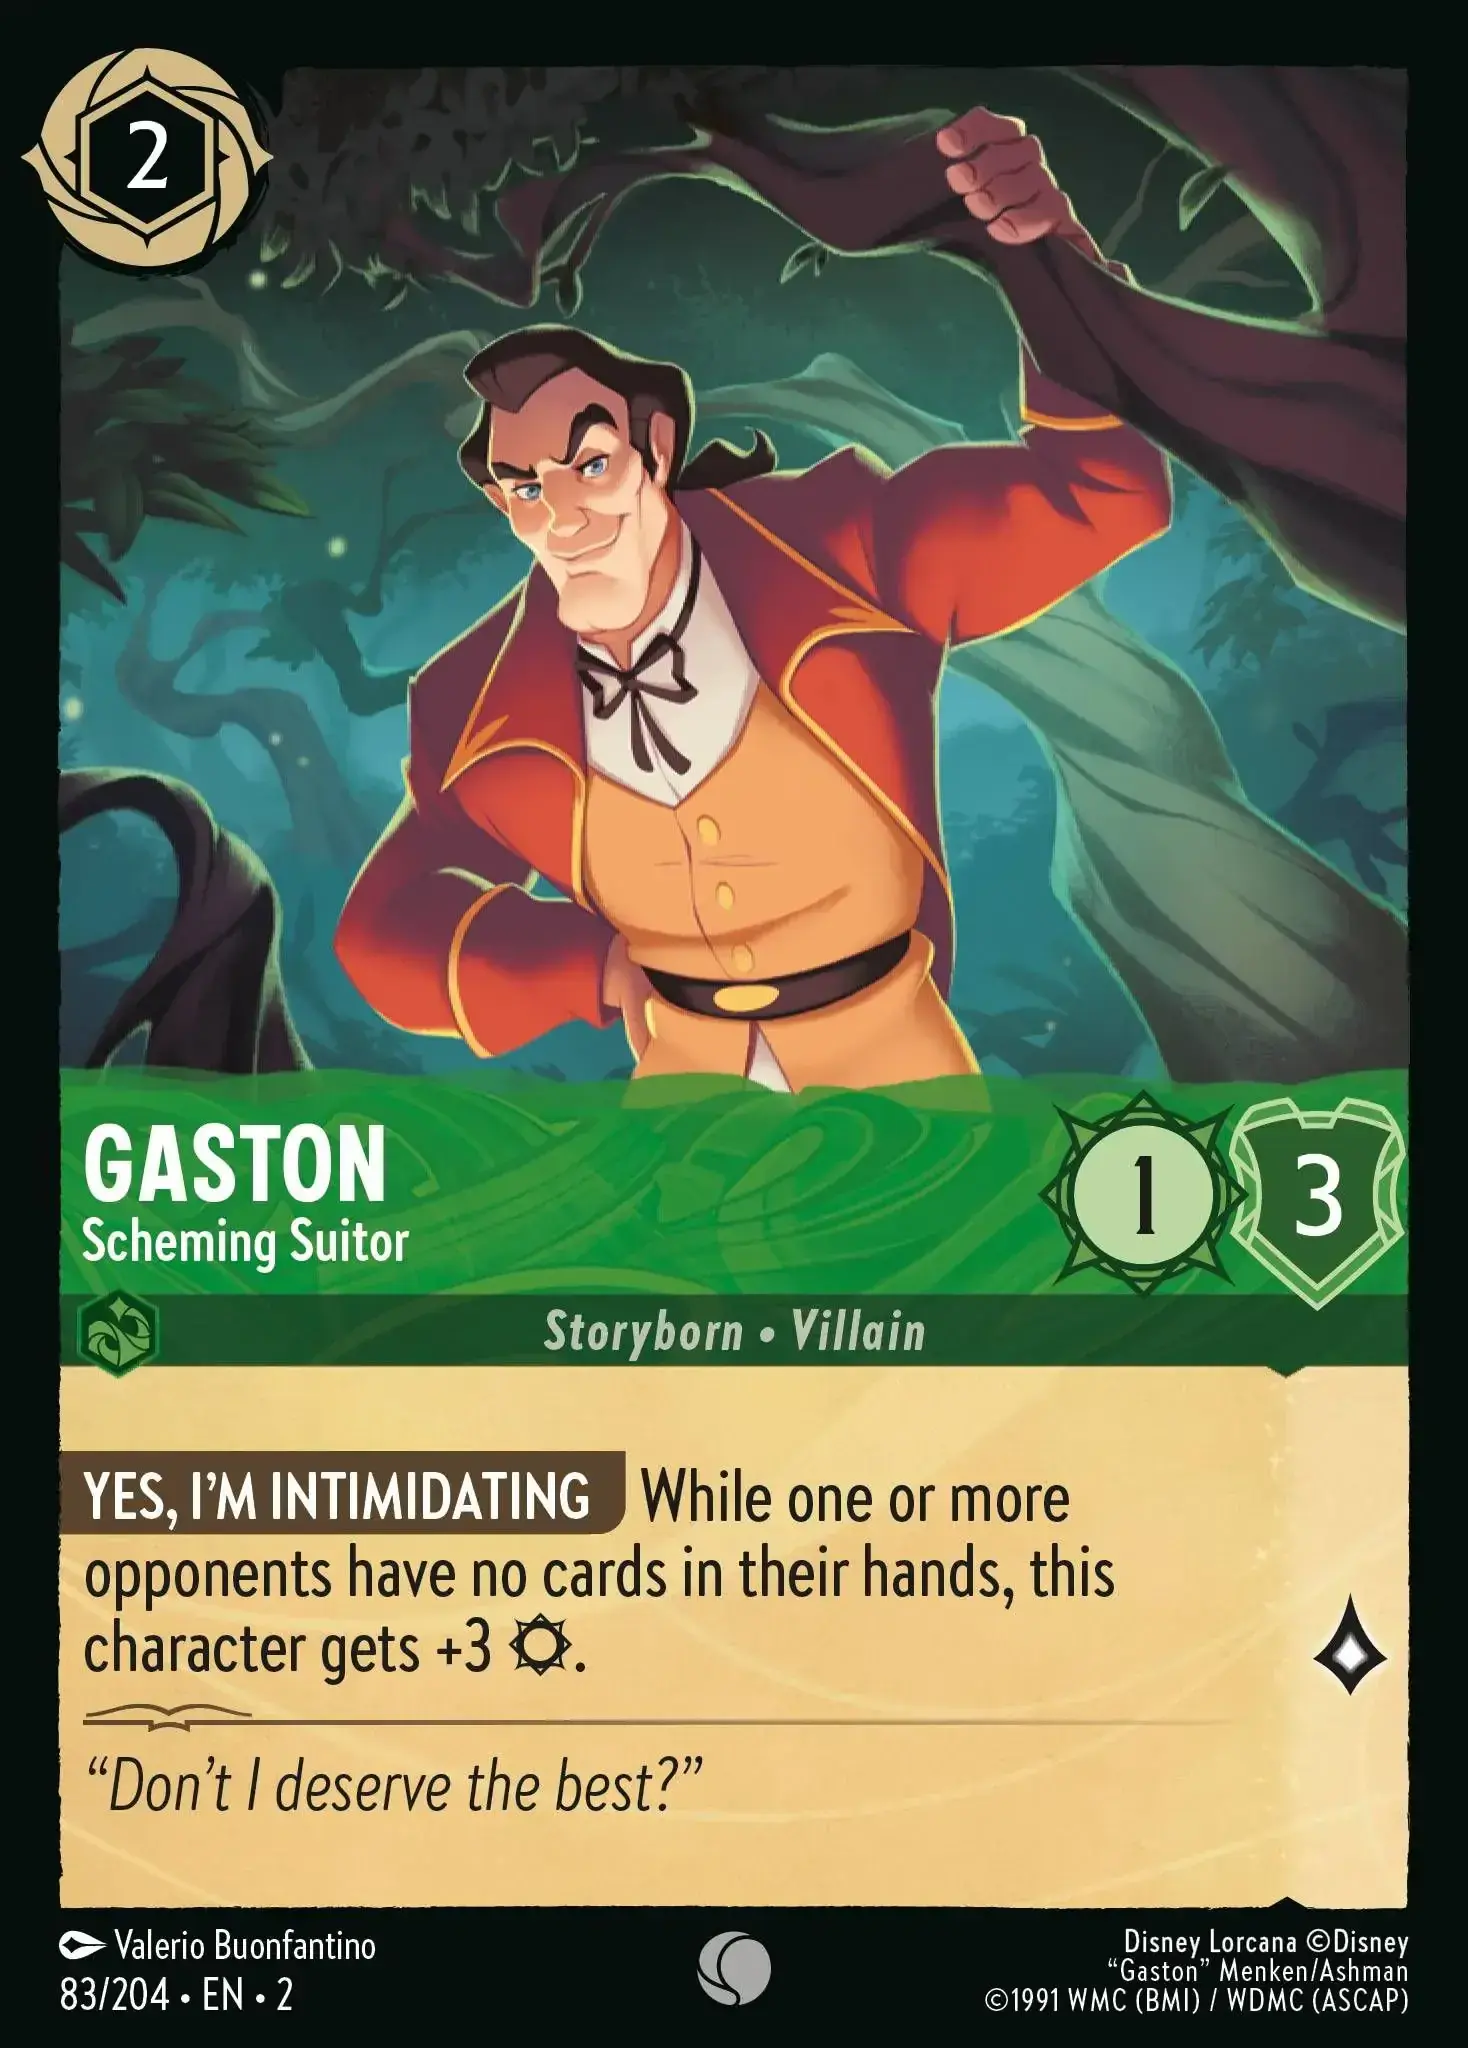 2
GASTON
Scheming Suitor
1
3
Storyborn • Villain
YES, I’M INTIMIDATING While one or more
opponents have no cards in their hands, this
character gets +3 .
“Don’t I deserve the best?”
Valerio Buonfantino
83/204 • EN • 2
Disney Lorcana ©Disney
“Gaston” Menken/Ashman
©1991 WMC (BMI) / WDMC (ASCAP)